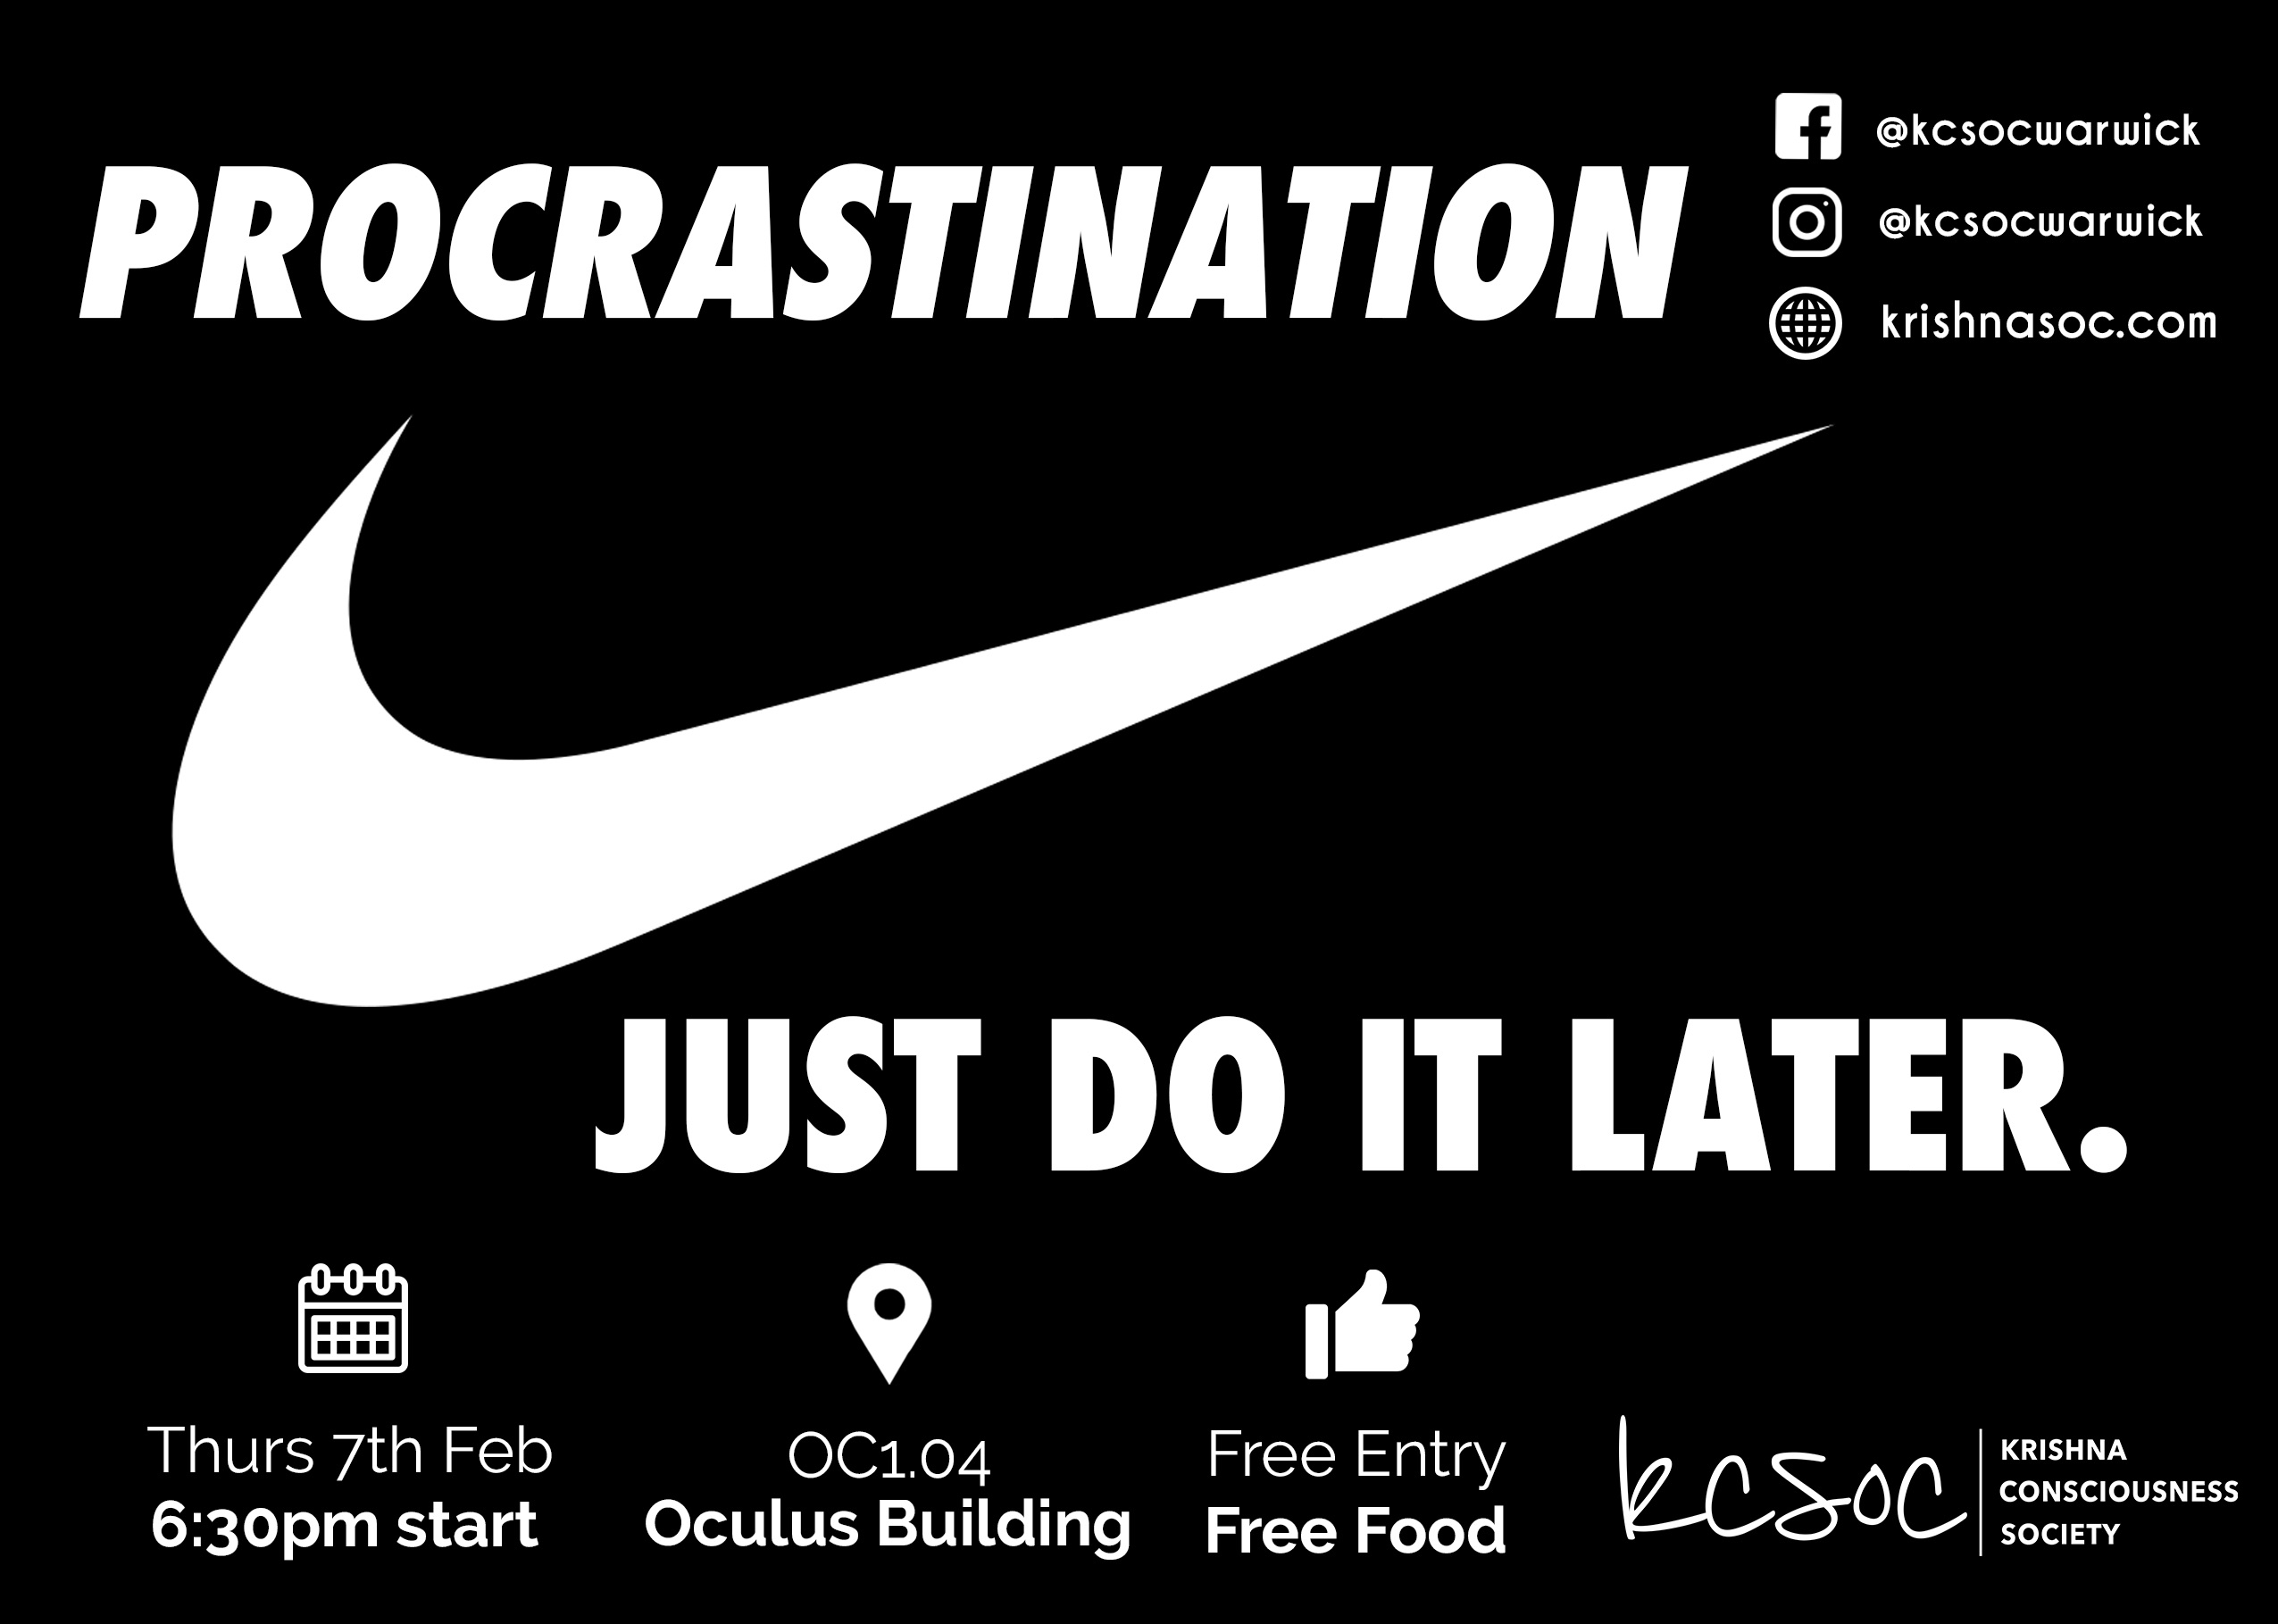 PROCRASTINATION
@kcsocwarwick
@kcsocwarwick
krishnasoc.com
JUST DO IT LATER.
Thurs 7th Feb
6:30pm start
OC1.04
Oculus Building
Free Entry
Free Food
KCSOC
KRISHNA
CONSCIOUSNESS
SOCIETY